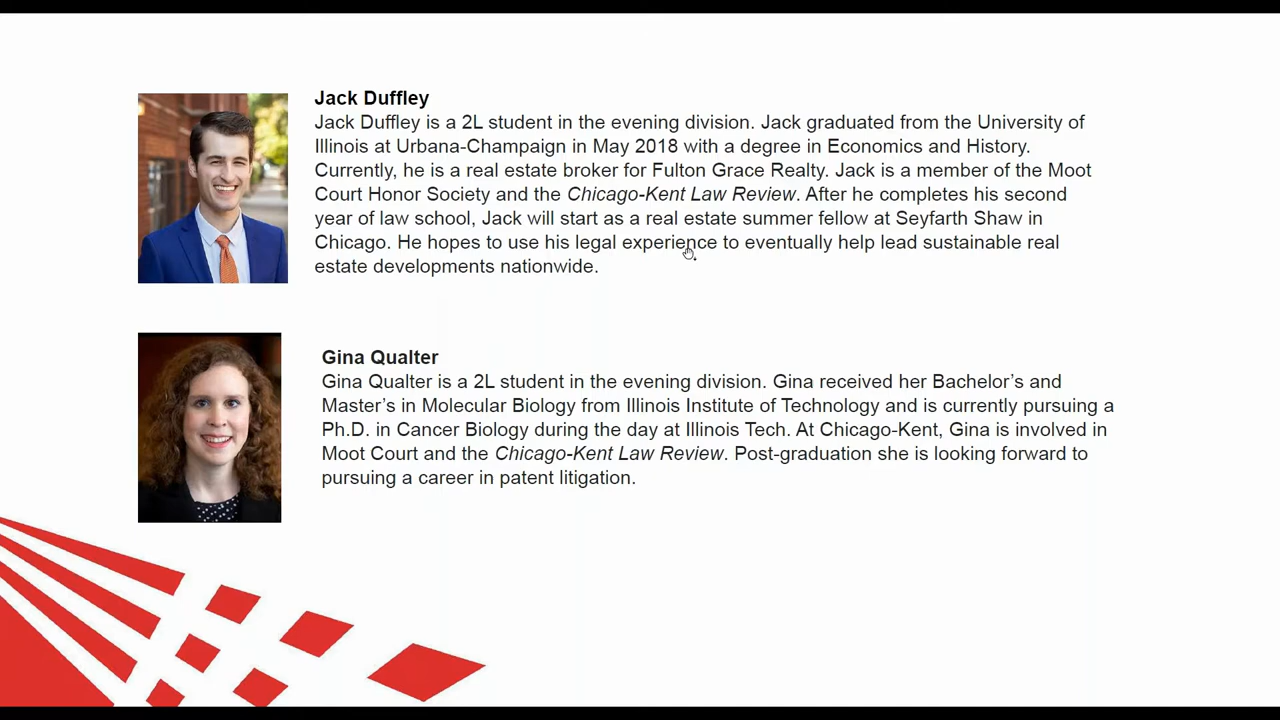 Jack Duffley
Jack Duffley is a 2L student in the evening division. Jack graduated from the University of
Illinois at Urbana-Champaign in May 2018 with a degree in Economics and History.
Currently, he is a real estate broker for Fulton Grace Realty. Jack is a member of the Moot
Court Honor Society and the Chicago-Kent Law Review. After he completes his second
year of law school, Jack will start as a real estate summer fellow at Seyfarth Shaw in
Chicago. He hopes to use his legal experience to eventually help lead sustainable real
estate developments nationwide.
Gina Qualter
Gina Qualter is a 2L student in the evening division. Gina received her Bachelor’s and
Master’s in Molecular Biology from Illinois Institute of Technology and is currently pursuing a
Ph.D. in Cancer Biology during the day at Illinois Tech. At Chicago-Kent, Gina is involved in
Moot Court and the Chicago-Kent Law Review. Post-graduation she is looking forward to
pursuing a career in patent litigation.